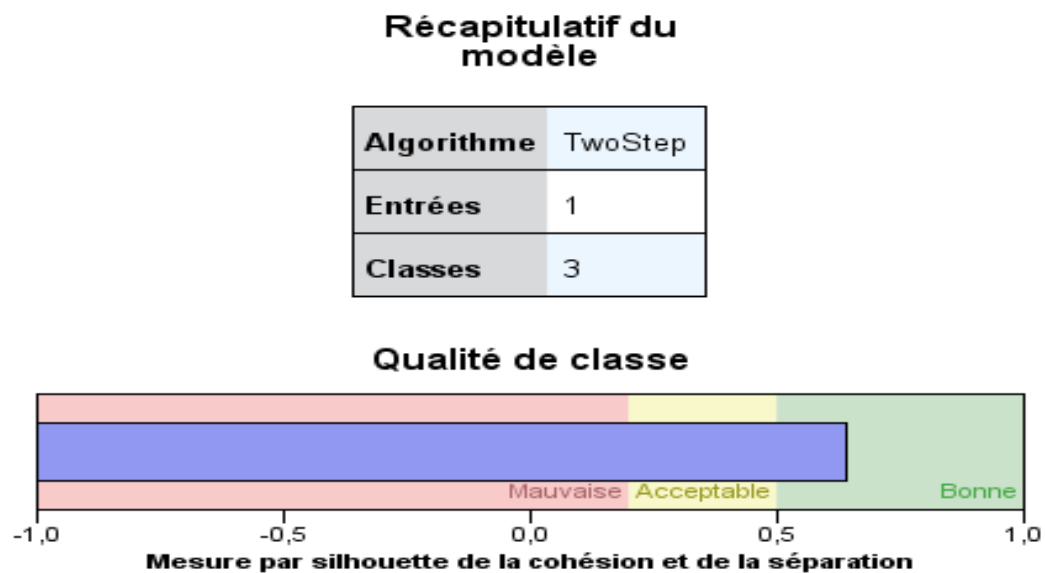 Récapitulatif du
modèle
Algorithme TwoStep
Entrées 1
Classes 3
Qualité de classe
Mauvaise Acceptable Bonne
-1,0 -0,5 0,0 0,5 1,0
Mesure par silhouette de la cohésion et de la séparation